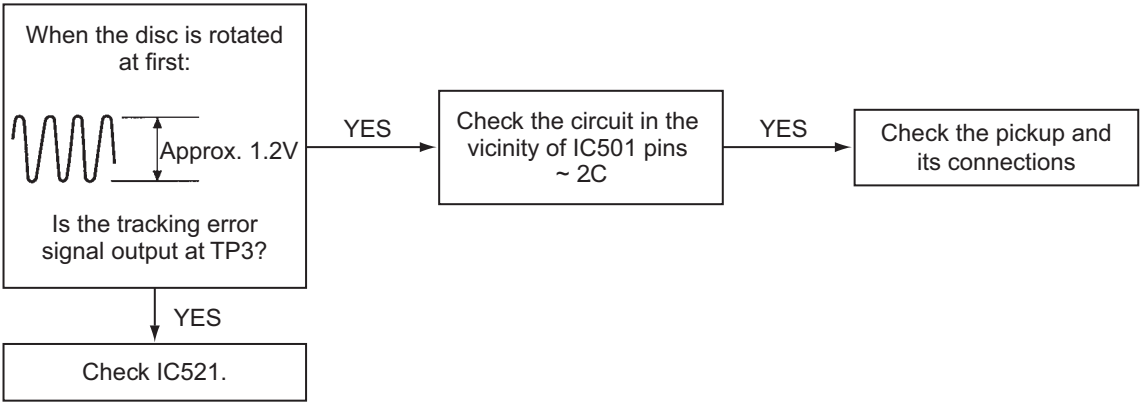 When the disc is rotated
at first:
Approx. 1.2V
Is the tracking error
signal output at TP3?
YES
Check the circuit in the
vicinity of IC501 pins
~ 2C
YES
Check the pickup and
its connections
YES
Check IC521.